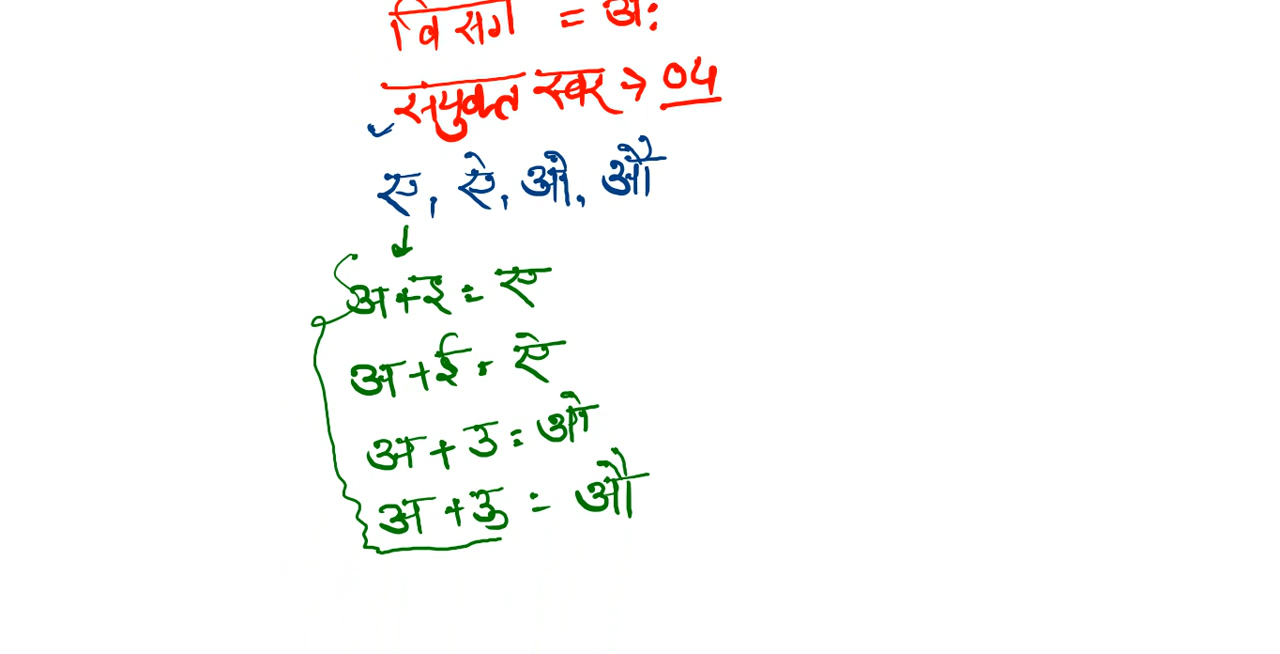 विसर्ग = अः
संयुक्त स्वर → 04
ए, ऐ, ओ, औ
अ+इ = ए
अ+ई = ऐ
अ+उ = ओ
अ+ऊ = औ